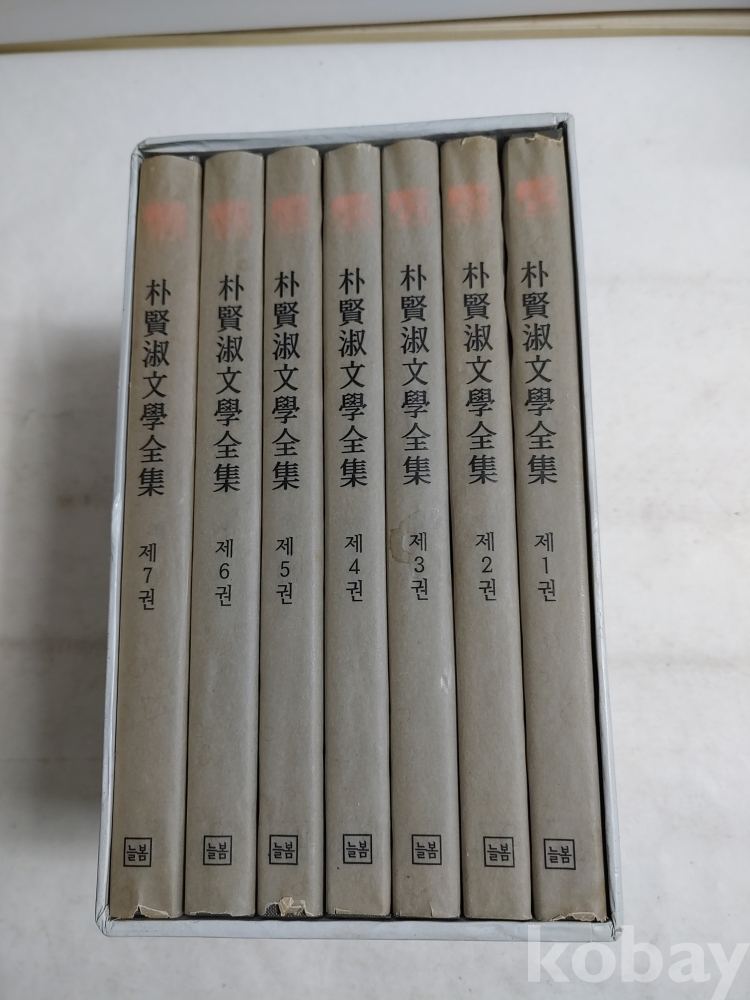 朴賢淑文學全集 제7권 늘봄
朴賢淑文學全集 제6권 늘봄
朴賢淑文學全集 제5권 늘봄
朴賢淑文學全集 제4권 늘봄
朴賢淑文學全集 제3권 늘봄
朴賢淑文學全集 제2권 늘봄
朴賢淑文學全集 제1권 늘봄
kobay